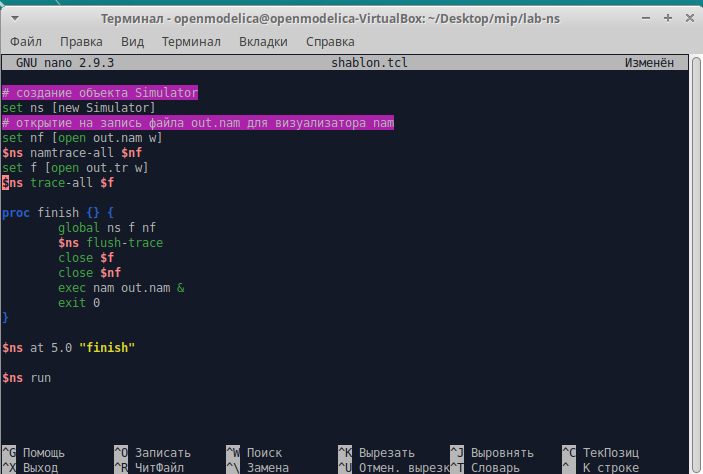 Терминал - openmodelica@openmodelica-VirtualBox: ~/Desktop/mip/lab-ns
Файл Правка Вид Терминал Вкладки Справка
GNU nano 2.9.3 shablon.tcl Изменён
# создание объекта Simulator
set ns [new Simulator]
# открытие на запись файла out.nam для визуализатора nam
set nf [open out.nam w]
$ns namtrace-all $nf
set f [open out.tr w]
$ns trace-all $f
proc finish {} {
global ns f nf
$ns flush-trace
close $f
close $nf
exec nam out.nam &
exit 0
}
$ns at 5.0 "finish"
$ns run
^G Помощь ^O Записать ^W Поиск ^K Вырезать ^J Выровнять ^C ТекПозиц
^X Выход ^R ЧитФайл ^\ Замена ^U Отмен. вырезк^T Словарь ^_ К строке